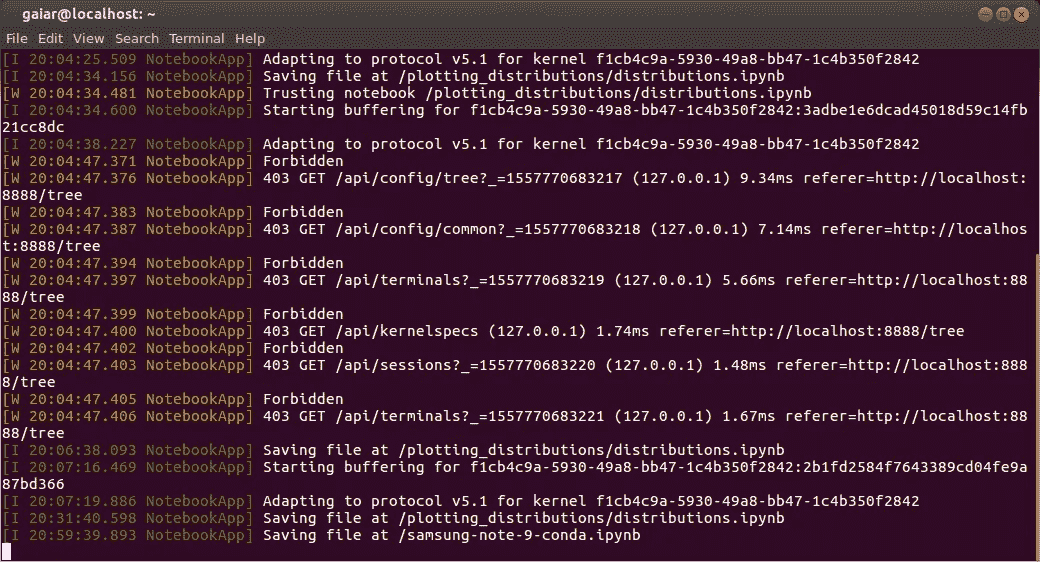 gaiar@localhost: ~
File Edit View Search Terminal Help
[I 20:04:25.509 NotebookApp] Adapting to protocol v5.1 for kernel f1cb4c9a-5930-49a8-bb47-1c4b350f2842
[I 20:04:34.156 NotebookApp] Saving file at /plotting_distributions/distributions.ipynb
[W 20:04:34.481 NotebookApp] Trusting notebook /plotting_distributions/distributions.ipynb
[I 20:04:34.600 NotebookApp] Starting buffering for f1cb4c9a-5930-49a8-bb47-1c4b350f2842:3adbe1e6dcad45018d59c14fb
21cc8dc
[I 20:04:38.227 NotebookApp] Adapting to protocol v5.1 for kernel f1cb4c9a-5930-49a8-bb47-1c4b350f2842
[W 20:04:47.371 NotebookApp] Forbidden
[W 20:04:47.376 NotebookApp] 403 GET /api/config/tree?_=1557770683217 (127.0.0.1) 9.34ms referer=http://localhost:
8888/tree
[W 20:04:47.383 NotebookApp] Forbidden
[W 20:04:47.387 NotebookApp] 403 GET /api/config/common?_=1557770683218 (127.0.0.1) 7.14ms referer=http://localhos
t:8888/tree
[W 20:04:47.394 NotebookApp] Forbidden
[W 20:04:47.397 NotebookApp] 403 GET /api/terminals?_=1557770683219 (127.0.0.1) 5.66ms referer=http://localhost:88
88/tree
[W 20:04:47.399 NotebookApp] Forbidden
[W 20:04:47.400 NotebookApp] 403 GET /api/kernelspecs (127.0.0.1) 1.74ms referer=http://localhost:8888/tree
[W 20:04:47.402 NotebookApp] Forbidden
[W 20:04:47.403 NotebookApp] 403 GET /api/sessions?_=1557770683220 (127.0.0.1) 1.48ms referer=http://localhost:888
8/tree
[W 20:04:47.405 NotebookApp] Forbidden
[W 20:04:47.406 NotebookApp] 403 GET /api/terminals?_=1557770683221 (127.0.0.1) 1.67ms referer=http://localhost:88
88/tree
[I 20:06:38.093 NotebookApp] Saving file at /plotting_distributions/distributions.ipynb
[I 20:07:16.469 NotebookApp] Starting buffering for f1cb4c9a-5930-49a8-bb47-1c4b350f2842:2b1fd2584f7643389cd04fe9a
87bd366
[I 20:07:19.886 NotebookApp] Adapting to protocol v5.1 for kernel f1cb4c9a-5930-49a8-bb47-1c4b350f2842
[I 20:31:40.598 NotebookApp] Saving file at /plotting_distributions/distributions.ipynb
[I 20:59:39.893 NotebookApp] Saving file at /samsung-note-9-conda.ipynb